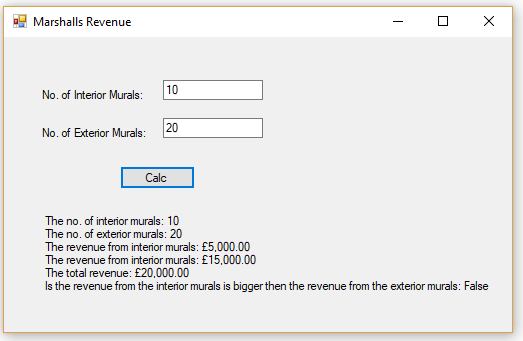 Marshalls Revenue
No. of Interior Murals: 10
No. of Exterior Murals: 20
Calc
The no. of interior murals: 10
The no. of exterior murals: 20
The revenue from interior murals: £5,000.00
The revenue from interior murals: £15,000.00
The total revenue: £20,000.00
Is the revenue from the interior murals is bigger then the revenue from the exterior murals: False